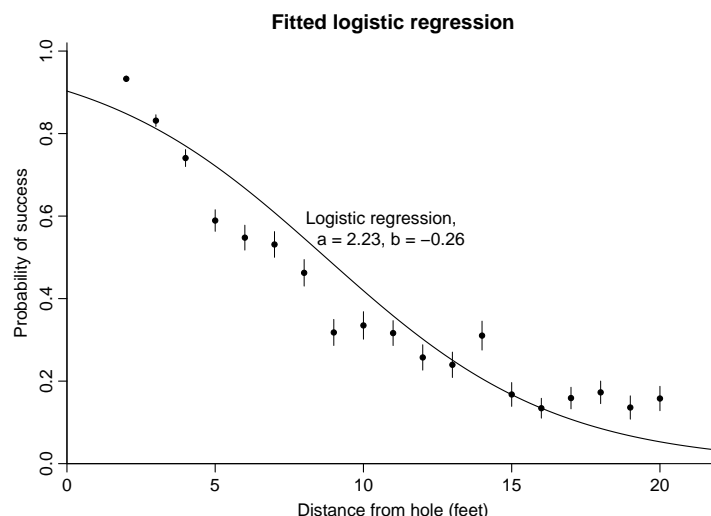 Fitted logistic regression
Probability of success
1.0
0.8
0.6
0.4
0.2
0.0
Logistic regression,
a = 2.23, b = −0.26
0 5 10 15 20
Distance from hole (feet)